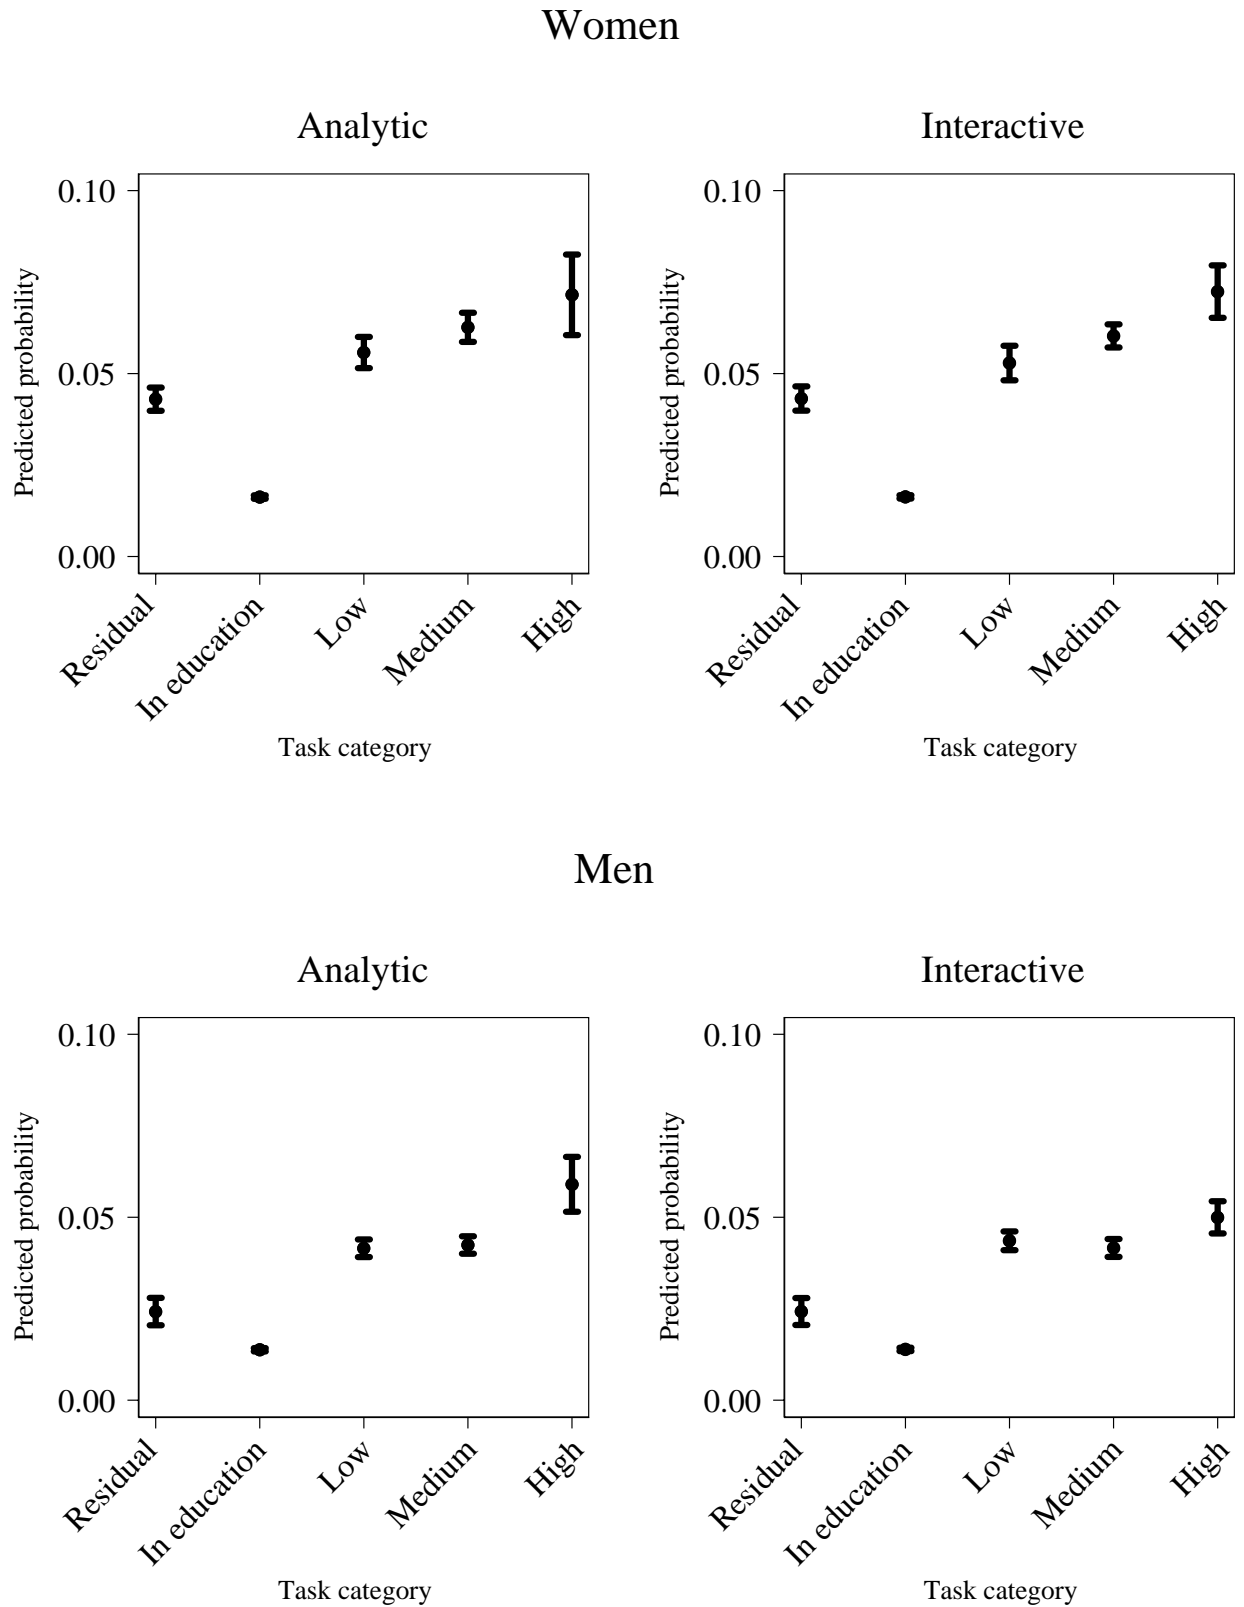 Women
Analytic
Interactive
Predicted probability
0.10
0.05
0.00
Residual
In education
Low
Medium
High
Task category
Predicted probability
0.10
0.05
0.00
Residual
In education
Low
Medium
High
Task category
Men
Analytic
Interactive
Predicted probability
0.10
0.05
0.00
Residual
In education
Low
Medium
High
Task category
Predicted probability
0.10
0.05
0.00
Residual
In education
Low
Medium
High
Task category